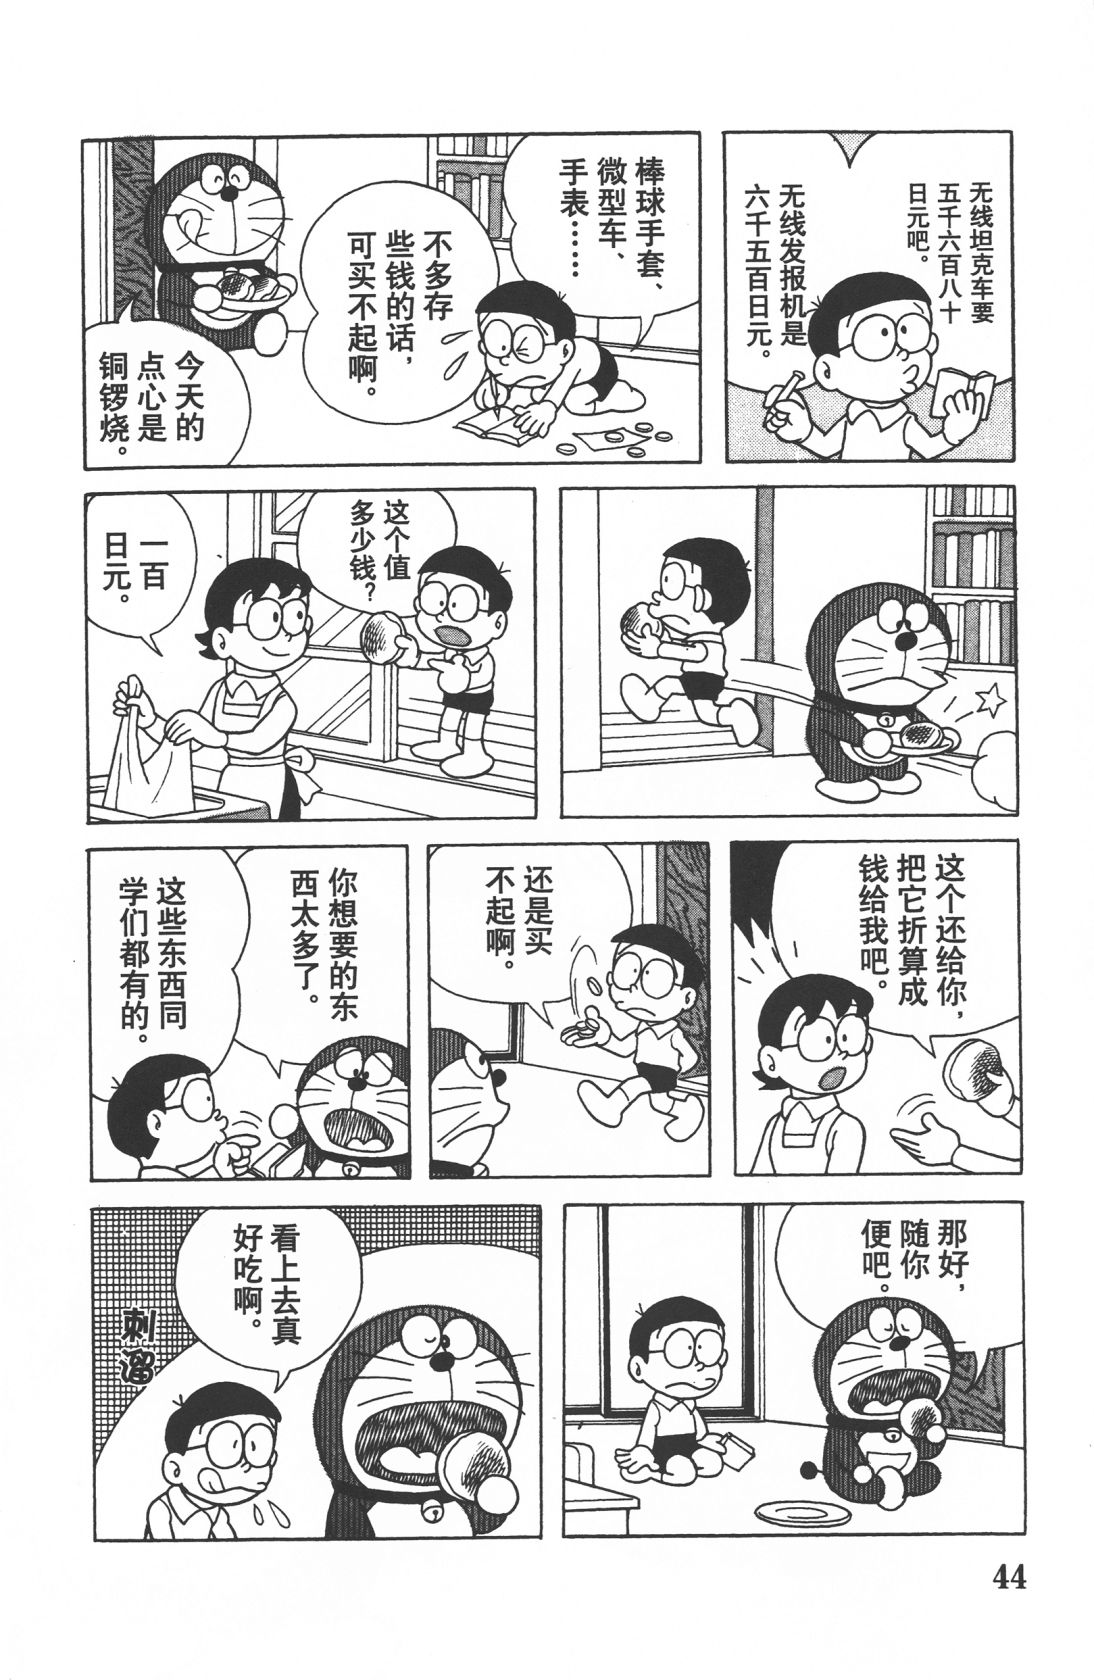 无线坦克车要
五千六百八十
日元吧。
无线发报机是
六千五百日元。
棒球手套、
微型车、
手表……
不多存
些钱的话，
可买不起啊。
今天的
点心是
铜锣烧。
这个值
多少钱？
一百
日元。
这个还给你，
把它折算成
钱给我吧。
还是买
不起啊。
你想要的东
西太多了。
这些东西同
学们都有的。
那好，
随你
便吧。
看上去真
好吃啊。
刺
溜
44